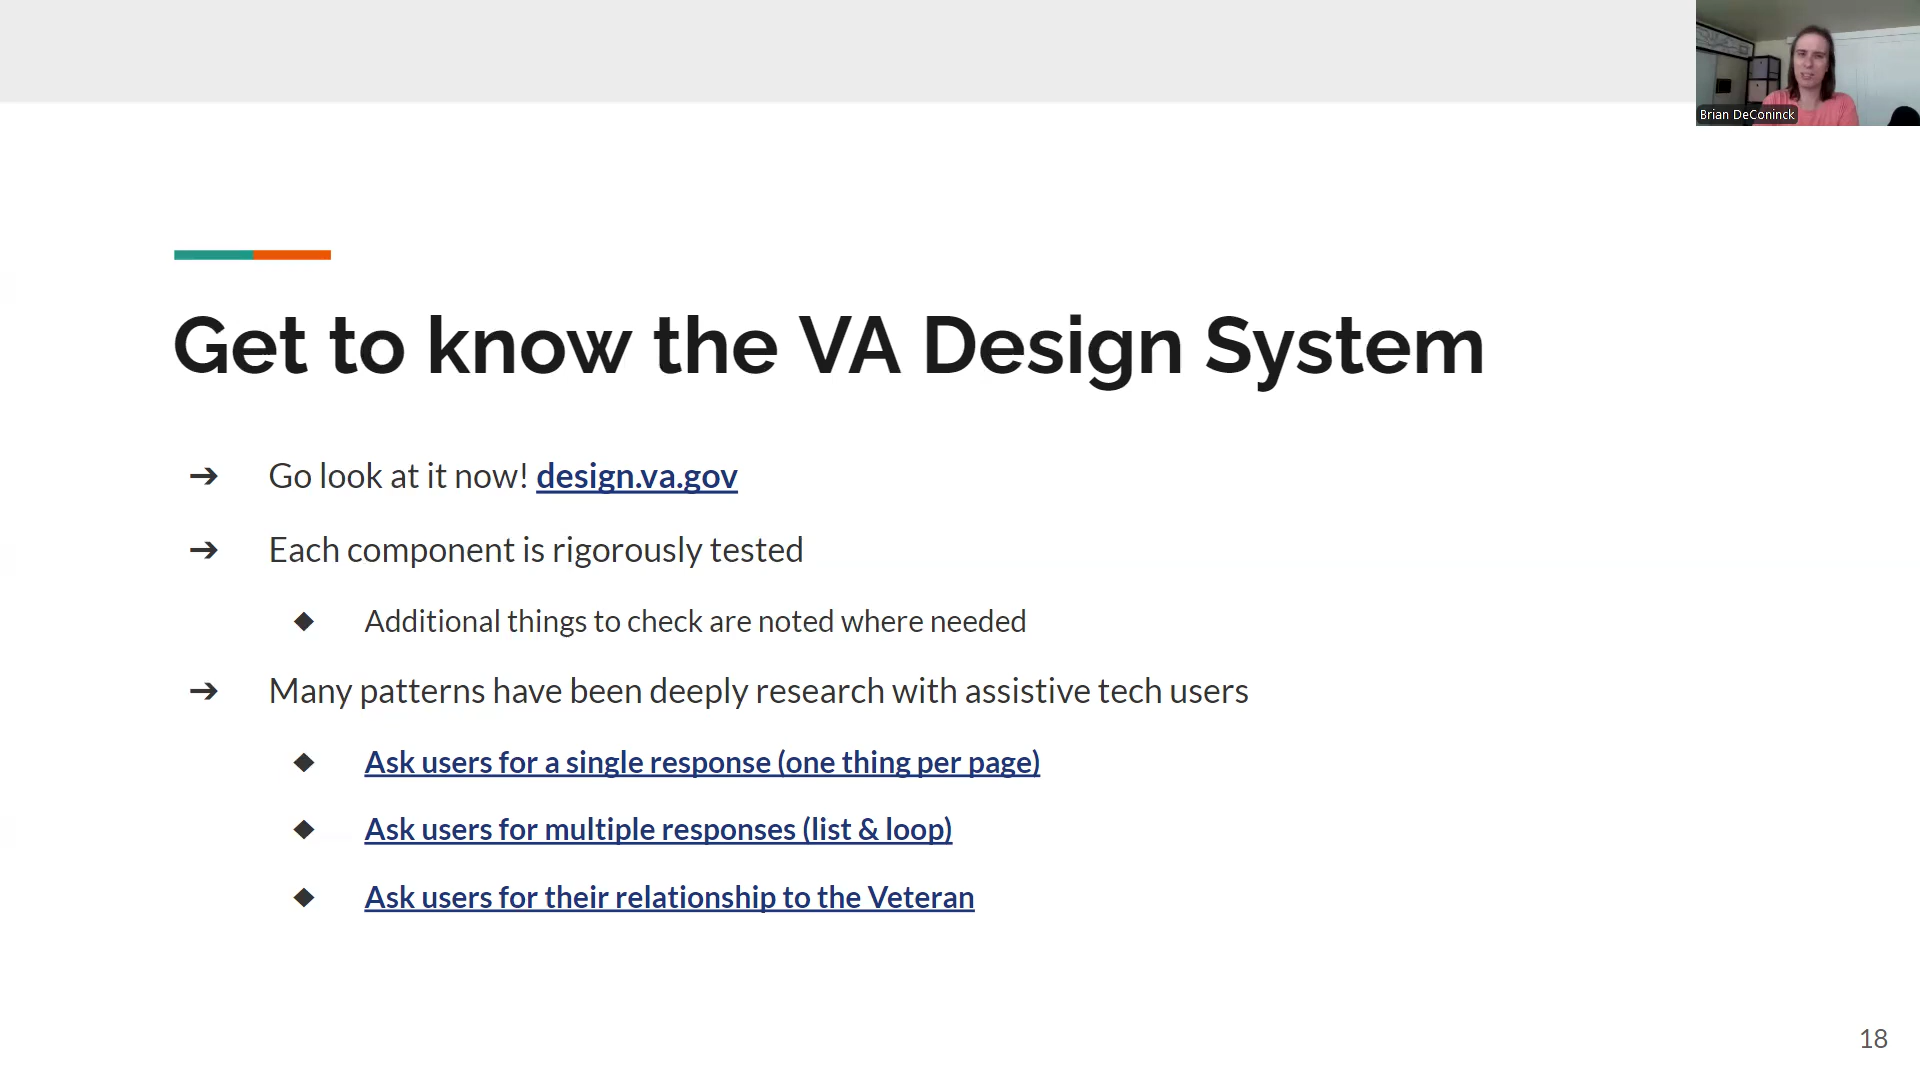 Brian DeConinck
Get to know the VA Design System
➔ Go look at it now! design.va.gov
➔ Each component is rigorously tested
◆ Additional things to check are noted where needed
➔ Many patterns have been deeply research with assistive tech users
◆ Ask users for a single response (one thing per page)
◆ Ask users for multiple responses (list & loop)
◆ Ask users for their relationship to the Veteran
18